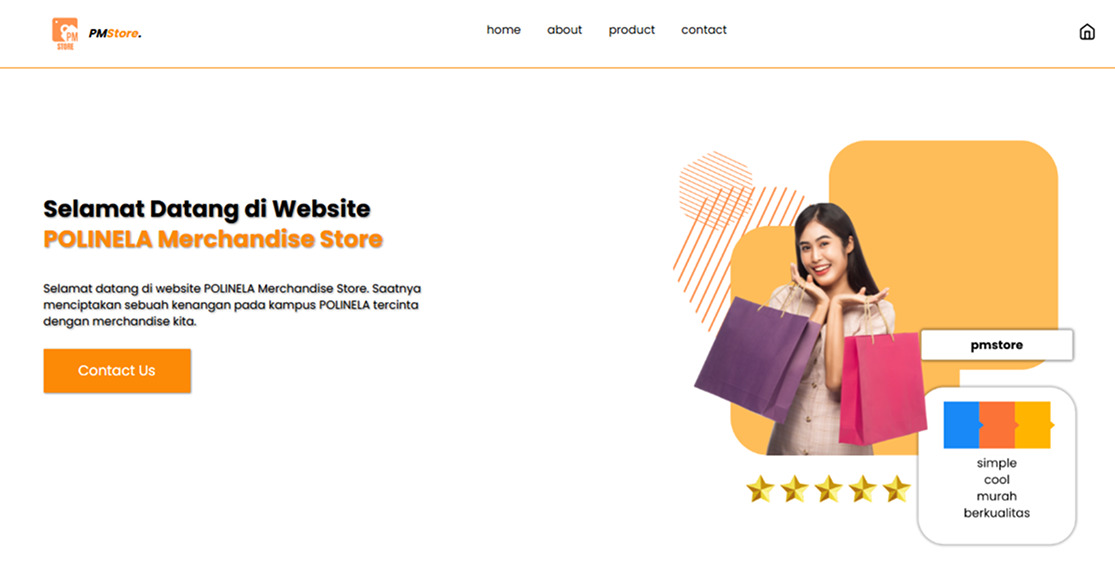 PM
STORE
PMStore.
home
about
product
contact
Selamat Datang di Website
POLINELA Merchandise Store
Selamat datang di website POLINELA Merchandise Store. Saatnya
menciptakan sebuah kenangan pada kampus POLINELA tercinta
dengan merchandise kita.
Contact Us
pmstore
simple
cool
murah
berkualitas